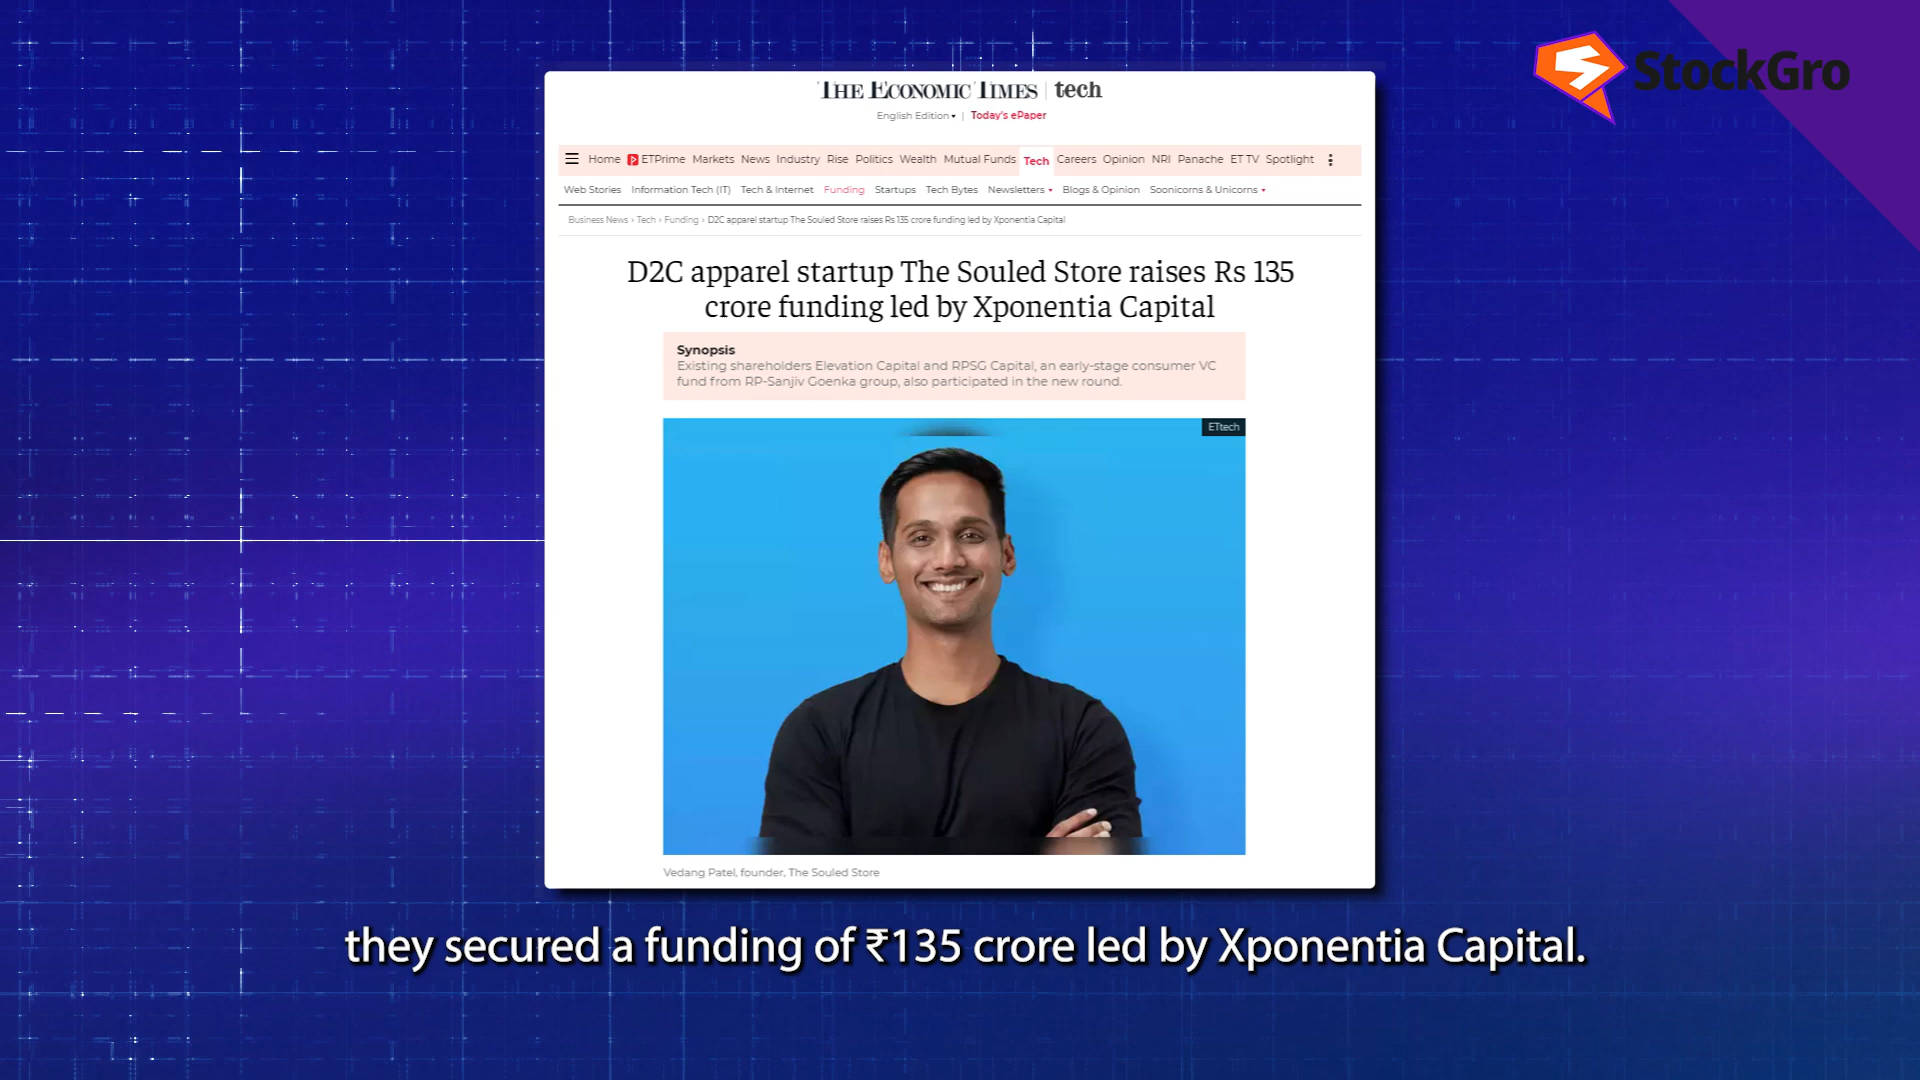 StockGro
THE ECONOMIC TIMES | tech
English Edition | Today's ePaper
Home ETPrime Markets News Industry Rise Politics Wealth Mutual Funds Tech Careers Opinion NRI Panache ET TV Spotlight
Web Stories Information Tech (IT) Tech & Internet Funding Startups Tech Bytes Newsletters Blogs & Opinion Soonicorns & Unicorns
Business News › Tech › Funding › D2C apparel startup The Souled Store raises Rs 135 crore funding led by Xponentia Capital
D2C apparel startup The Souled Store raises Rs 135
crore funding led by Xponentia Capital
Synopsis
Existing shareholders Elevation Capital and RPSG Capital, an early-stage consumer VC
fund from RP-Sanjiv Goenka group, also participated in the new round.
ETtech
Vedang Patel, founder, The Souled Store
they secured a funding of ₹135 crore led by Xponentia Capital.